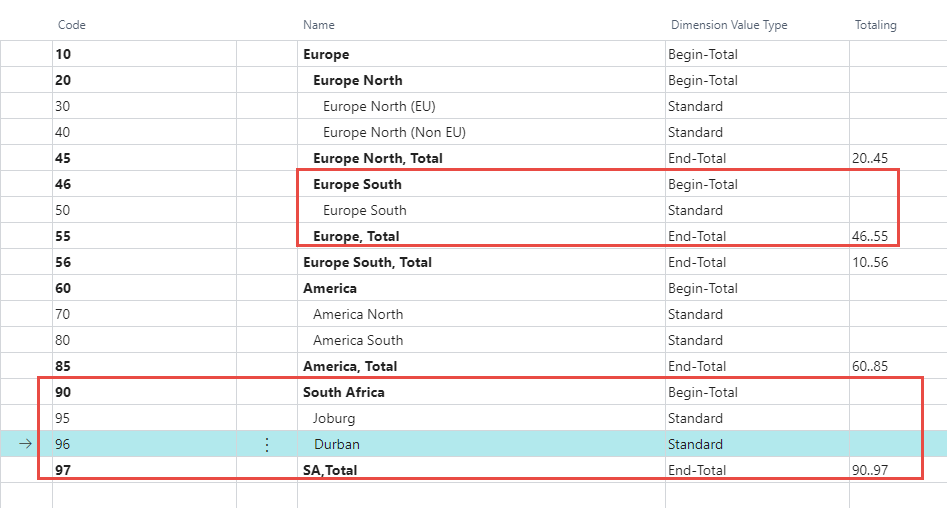 Code Name Dimension Value Type Totaling
10 Europe Begin-Total
20 Europe North Begin-Total
30 Europe North (EU) Standard
40 Europe North (Non EU) Standard
45 Europe North, Total End-Total 20..45
46 Europe South Begin-Total
50 Europe South Standard
55 Europe, Total End-Total 46..55
56 Europe South, Total End-Total 10..56
60 America Begin-Total
70 America North Standard
80 America South Standard
85 America, Total End-Total 60..85
90 South Africa Begin-Total
95 Joburg Standard
96 Durban Standard
97 SA,Total End-Total 90..97